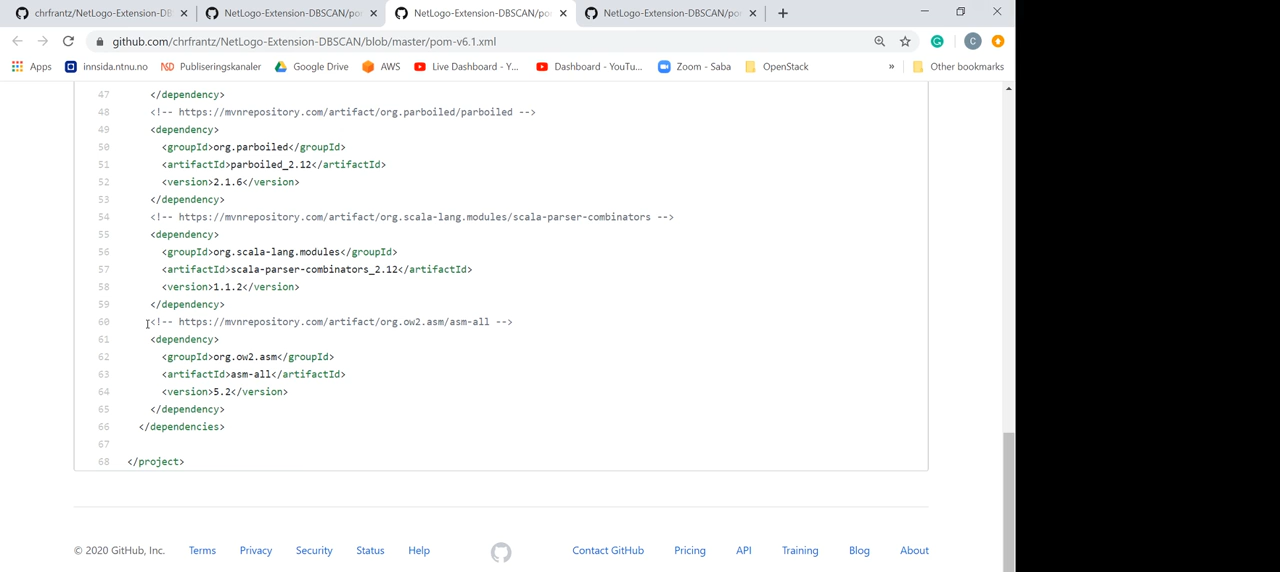 chrfrantz/NetLogo-Extension-DB
NetLogo-Extension-DBSCAN/po
NetLogo-Extension-DBSCAN/po
NetLogo-Extension-DBSCAN/po
github.com/chrfrantz/NetLogo-Extension-DBSCAN/blob/master/pom-v6.1.xml
C
Apps innsida.ntnu.no ND Publiseringskanaler Google Drive AWS Live Dashboard - Y... Dashboard - YouTu... Zoom - Saba OpenStack » Other bookmarks
47 </dependency>
48 <!-- https://mvnrepository.com/artifact/org.parboiled/parboiled -->
49 <dependency>
50 <groupId>org.parboiled</groupId>
51 <artifactId>parboiled_2.12</artifactId>
52 <version>2.1.6</version>
53 </dependency>
54 <!-- https://mvnrepository.com/artifact/org.scala-lang.modules/scala-parser-combinators -->
55 <dependency>
56 <groupId>org.scala-lang.modules</groupId>
57 <artifactId>scala-parser-combinators_2.12</artifactId>
58 <version>1.1.2</version>
59 </dependency>
60 <!-- https://mvnrepository.com/artifact/org.ow2.asm/asm-all -->
61 <dependency>
62 <groupId>org.ow2.asm</groupId>
63 <artifactId>asm-all</artifactId>
64 <version>5.2</version>
65 </dependency>
66 </dependencies>
67
68 </project>
© 2020 GitHub, Inc. Terms Privacy Security Status Help Contact GitHub Pricing API Training Blog About